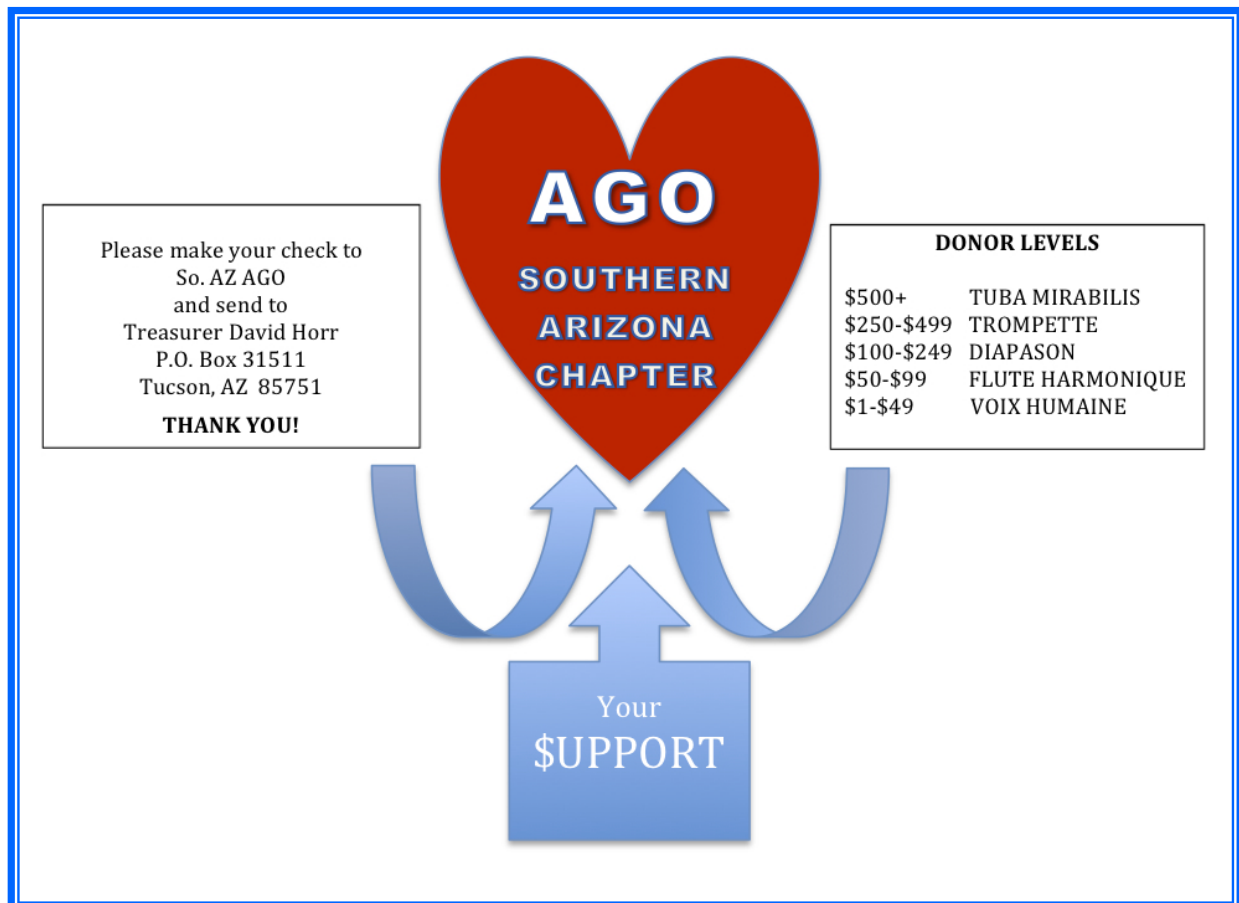 AGO
SOUTHERN
ARIZONA
CHAPTER
Please make your check to
So. AZ AGO
and send to
Treasurer David Horr
P.O. Box 31511
Tucson, AZ  85751
THANK YOU!
DONOR LEVELS
$500+ TUBA MIRABILIS
$250-$499 TROMPETTE
$100-$249 DIAPASON
$50-$99 FLUTE HARMONIQUE
$1-$49 VOIX HUMAINE
Your
$UPPORT